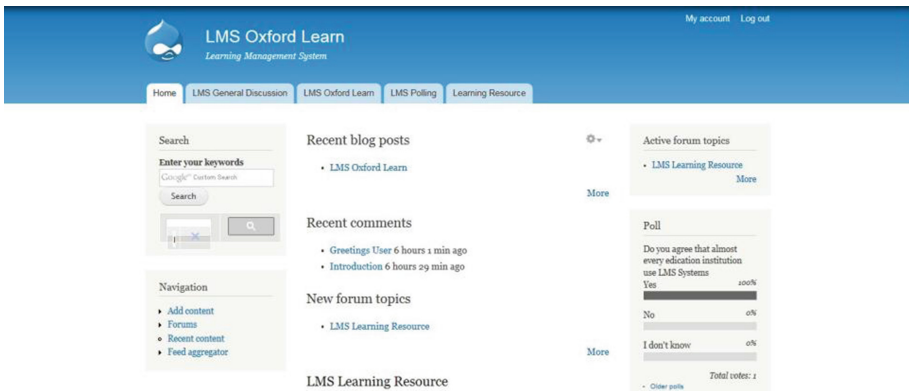 My account Log out
LMS Oxford Learn
Learning Management System
Home LMS General Discussion LMS Oxford Learn LMS Polling Learning Resource
Search
Enter your keywords
Google™ Custom Search
Search
Navigation
Add content
Forums
Recent content
Feed aggregator
Recent blog posts
LMS Oxford Learn
More
Recent comments
Greetings User 6 hours 1 min ago
Introduction 6 hours 29 min ago
New forum topics
LMS Learning Resource
More
LMS Learning Resource
Active forum topics
LMS Learning Resource
More
Poll
Do you agree that almost
every edication institution
use LMS Systems
Yes 100%
No 0%
I don't know 0%
Total votes: 1
Older polls